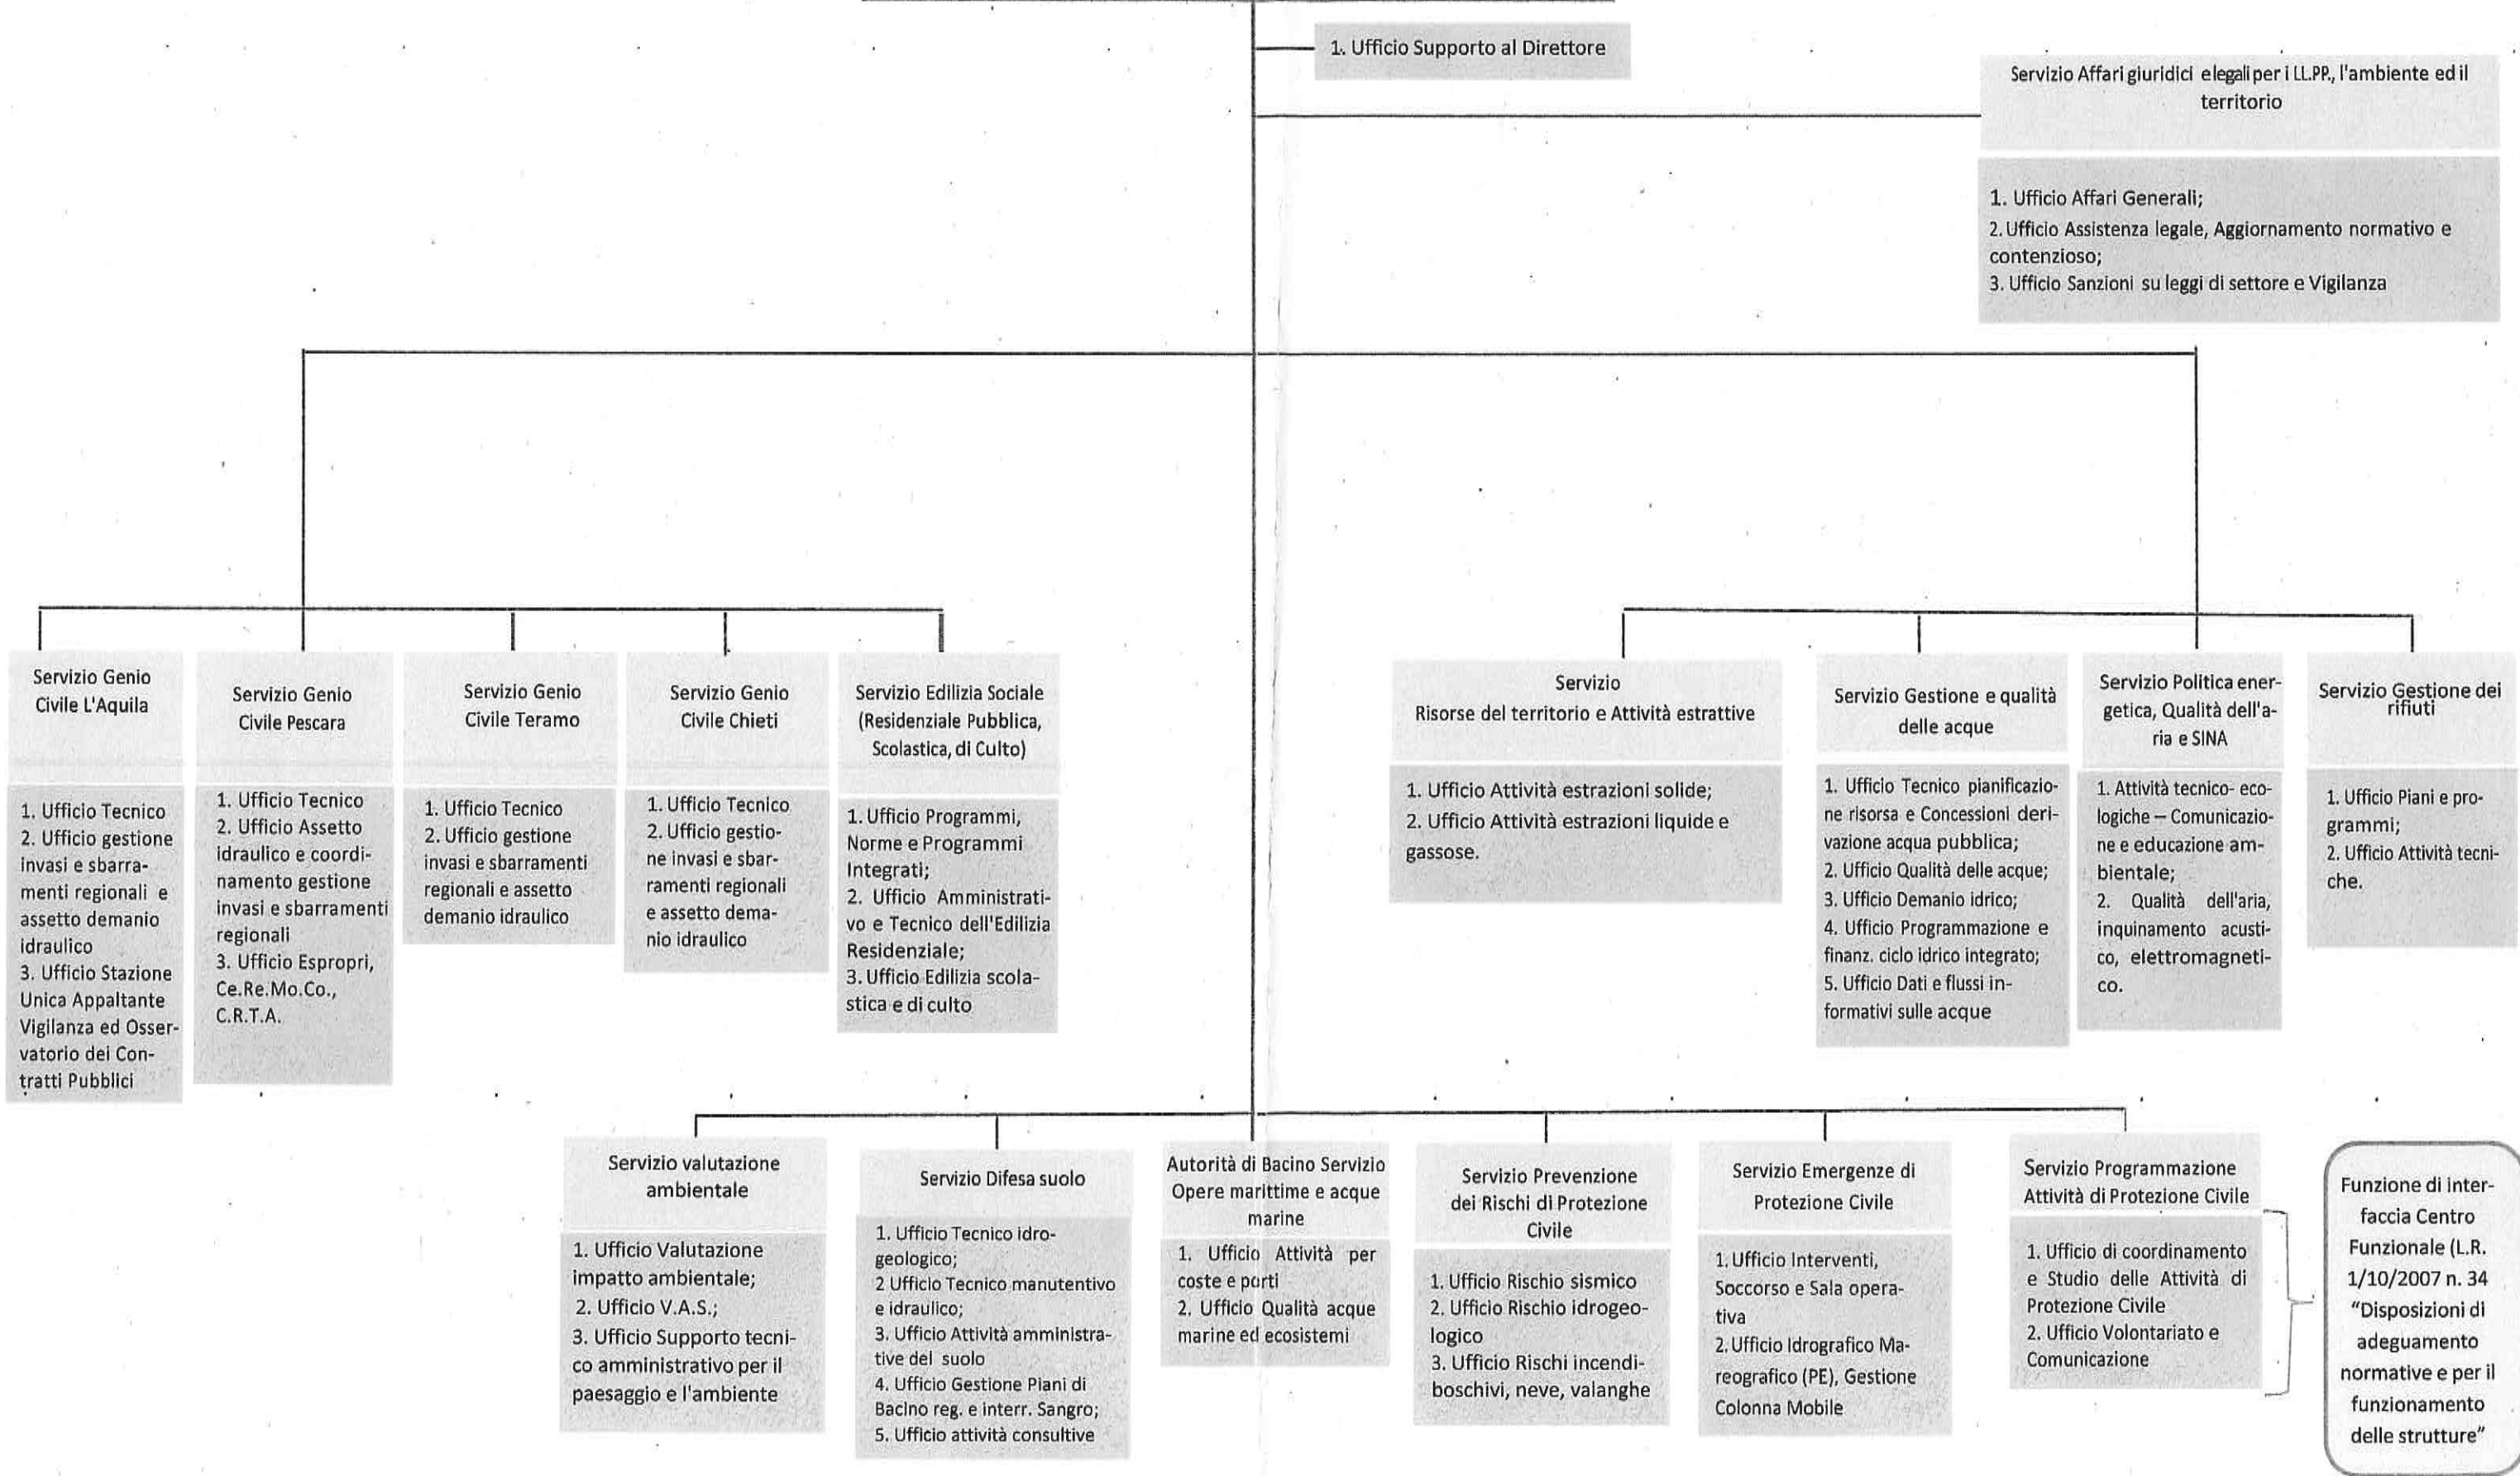 1. Ufficio Supporto al Direttore
Servizio Affari giuridici e legali per i LL.PP., l'ambiente ed il
territorio
1. Ufficio Affari Generali;
2. Ufficio Assistenza legale, Aggiornamento normativo e
contenzioso;
3. Ufficio Sanzioni su leggi di settore e Vigilanza
Servizio Genio
Civile L'Aquila
1. Ufficio Tecnico
2. Ufficio gestione
invasi e sbarra-
menti regionali e
assetto demanio
idraulico
3. Ufficio Stazione
Unica Appaltante
Vigilanza ed Osser-
vatorio dei Con-
tratti Pubblici
Servizio Genio
Civile Pescara
1. Ufficio Tecnico
2. Ufficio Assetto
idraulico e coordi-
namento gestione
invasi e sbarramenti
regionali
3. Ufficio Espropri,
Ce.Re.Mo.Co.,
C.R.T.A.
Servizio Genio
Civile Teramo
1. Ufficio Tecnico
2. Ufficio gestione
invasi e sbarramenti
regionali e assetto
demanio idraulico
Servizio Genio
Civile Chieti
1. Ufficio Tecnico
2. Ufficio gestio-
ne invasi e sbar-
ramenti regionali
e assetto dema-
nio idraulico
Servizio Edilizia Sociale
(Residenziale Pubblica,
Scolastica, di Culto)
1. Ufficio Programmi,
Norme e Programmi
Integrati;
2. Ufficio Amministrati-
vo e Tecnico dell'Edilizia
Residenziale;
3. Ufficio Edilizia scola-
stica e di culto
Servizio
Risorse del territorio e Attività estrattive
1. Ufficio Attività estrazioni solide;
2. Ufficio Attività estrazioni liquide e
gassose.
Servizio Gestione e qualità
delle acque
1. Ufficio Tecnico pianificazio-
ne risorsa e Concessioni deri-
vazione acqua pubblica;
2. Ufficio Qualità delle acque;
3. Ufficio Demanio idrico;
4. Ufficio Programmazione e
finanz. ciclo idrico integrato;
5. Ufficio Dati e flussi in-
formativi sulle acque
Servizio Politica ener-
getica, Qualità dell'a-
ria e SINA
1. Attività tecnico- eco-
logiche – Comunicazio-
ne e educazione am-
bientale;
2. Qualità dell'aria,
inquinamento acusti-
co, elettromagneti-
co.
Servizio Gestione dei
rifiuti
1. Ufficio Piani e pro-
grammi;
2. Ufficio Attività tecni-
che.
Servizio valutazione
ambientale
1. Ufficio Valutazione
impatto ambientale;
2. Ufficio V.A.S.;
3. Ufficio Supporto tecni-
co amministrativo per il
paesaggio e l'ambiente
Servizio Difesa suolo
1. Ufficio Tecnico idro-
geologico;
2 Ufficio Tecnico manutentivo
e idraulico;
3. Ufficio Attività amministra-
tive del suolo
4. Ufficio Gestione Piani di
Bacino reg. e interr. Sangro;
5. Ufficio attività consultive
Autorità di Bacino Servizio
Opere marittime e acque
marine
1. Ufficio Attività per
coste e porti
2. Ufficio Qualità acque
marine ed ecosistemi
Servizio Prevenzione
dei Rischi di Protezione
Civile
1. Ufficio Rischio sismico
2. Ufficio Rischio idrogeo-
logico
3. Ufficio Rischi incendi-
boschivi, neve, valanghe
Servizio Emergenze di
Protezione Civile
1. Ufficio Interventi,
Soccorso e Sala opera-
tiva
2. Ufficio Idrografico Ma-
reografico (PE), Gestione
Colonna Mobile
Servizio Programmazione
Attività di Protezione Civile
1. Ufficio di coordinamento
e Studio delle Attività di
Protezione Civile
2. Ufficio Volontariato e
Comunicazione
Funzione di inter-
faccia Centro
Funzionale (L.R.
1/10/2007 n. 34
“Disposizioni di
adeguamento
normative e per il
funzionamento
delle strutture”